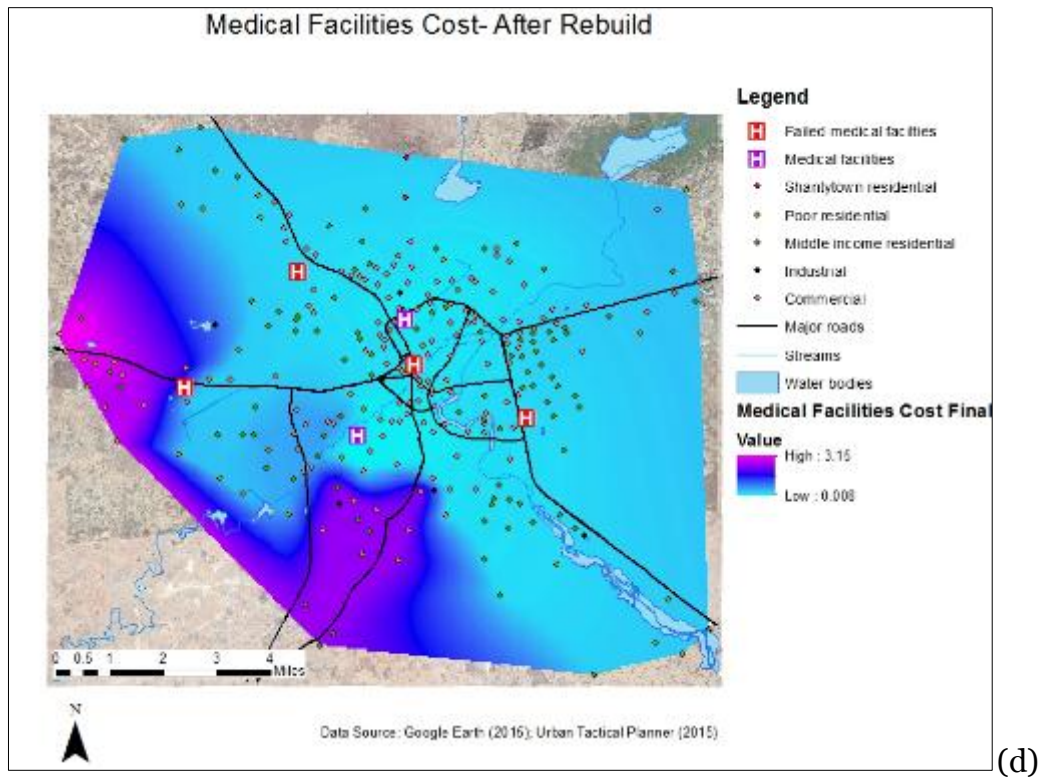 Medical Facilities Cost- After Rebuild
Legend
H Failed medical facilities
H Medical facilities
Shantytown residential
Poor residential
Middle income residential
Industrial
Commercial
Major roads
Streams
Water bodies
Medical Facilities Cost Final
Value
High : 3.15
Low : 0.008
H
H
H
H
H
H
0 0.5 1 2 3 4
Miles
N
Data Source: Google Earth (2016); Urban Tactical Planner (2015)
(d)